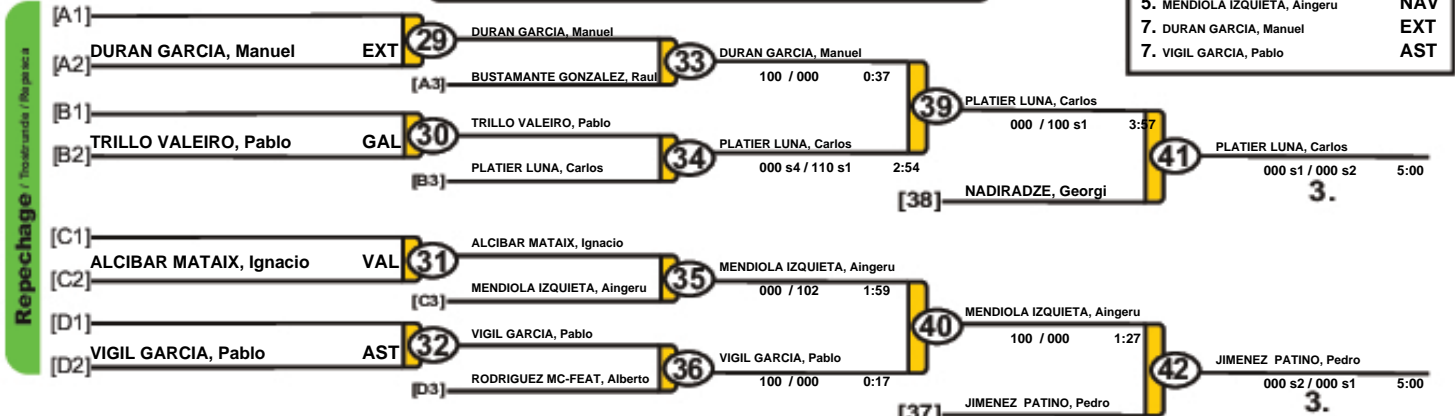 5. MENDIOLA IZQUIETA, Aingeru NAV
7. DURAN GARCIA, Manuel EXT
7. VIGIL GARCIA, Pablo AST
Repechage / Trostrunde / Repesca
[A1]
DURAN GARCIA, Manuel EXT
[A2]
29
DURAN GARCIA, Manuel
[A3] BUSTAMANTE GONZALEZ, Raul
33
DURAN GARCIA, Manuel
100 / 000 0:37
[B1]
TRILLO VALEIRO, Pablo GAL
[B2]
30
TRILLO VALEIRO, Pablo
[B3] PLATIER LUNA, Carlos
34
PLATIER LUNA, Carlos
000 s4 / 110 s1 2:54
39
PLATIER LUNA, Carlos
000 / 100 s1 3:57
[38] NADIRADZE, Georgi
41
PLATIER LUNA, Carlos
000 s1 / 000 s2 5:00
3.
[C1]
ALCIBAR MATAIX, Ignacio VAL
[C2]
31
ALCIBAR MATAIX, Ignacio
[C3] MENDIOLA IZQUIETA, Aingeru
35
MENDIOLA IZQUIETA, Aingeru
000 / 102 1:59
[D1]
VIGIL GARCIA, Pablo AST
[D2]
32
VIGIL GARCIA, Pablo
[D3] RODRIGUEZ MC-FEAT, Alberto
36
VIGIL GARCIA, Pablo
100 / 000 0:17
40
MENDIOLA IZQUIETA, Aingeru
100 / 000 1:27
[37] JIMENEZ PATINO, Pedro
42
JIMENEZ PATINO, Pedro
000 s2 / 000 s1 5:00
3.